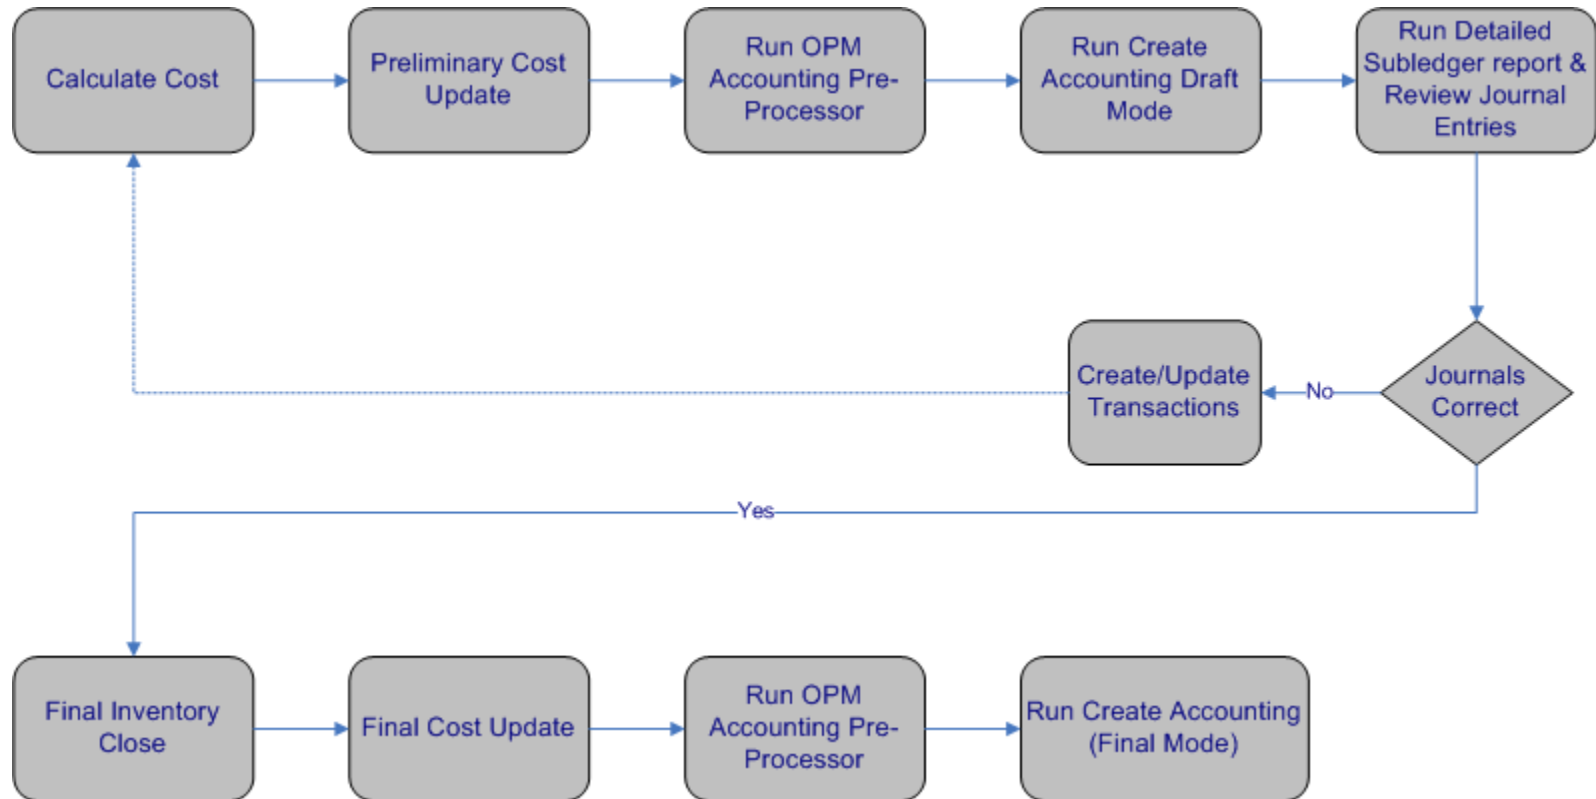 Calculate Cost
Preliminary Cost
Update
Run OPM
Accounting Pre-
Processor
Run Create
Accounting Draft
Mode
Run Detailed
Subledger report &
Review Journal
Entries
Journals
Correct
No
Create/Update
Transactions
Yes
Final Inventory
Close
Final Cost Update
Run OPM
Accounting Pre-
Processor
Run Create Accounting
(Final Mode)